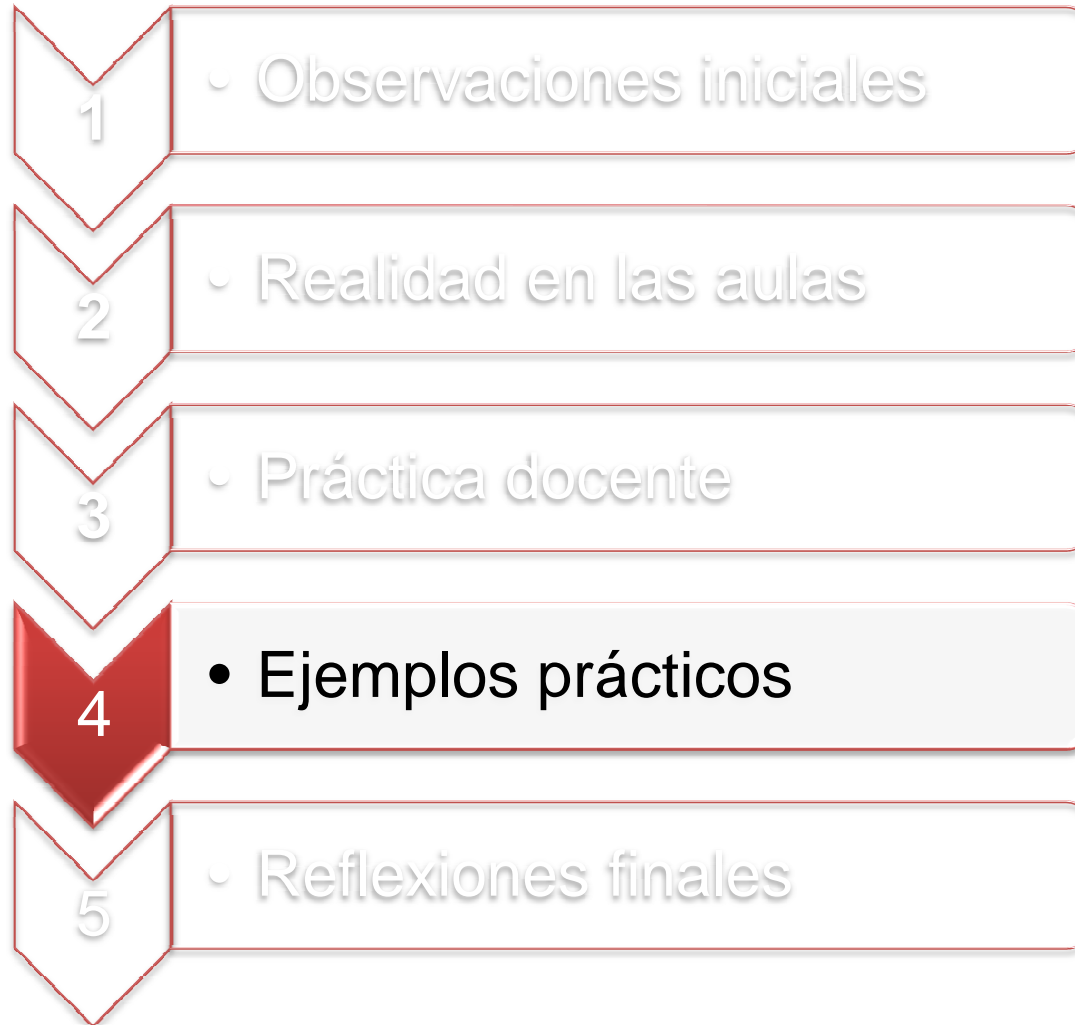 1
• Observaciones iniciales
2
• Realidad en las aulas
3
• Práctica docente
4
• Ejemplos prácticos
5
• Reflexiones finales